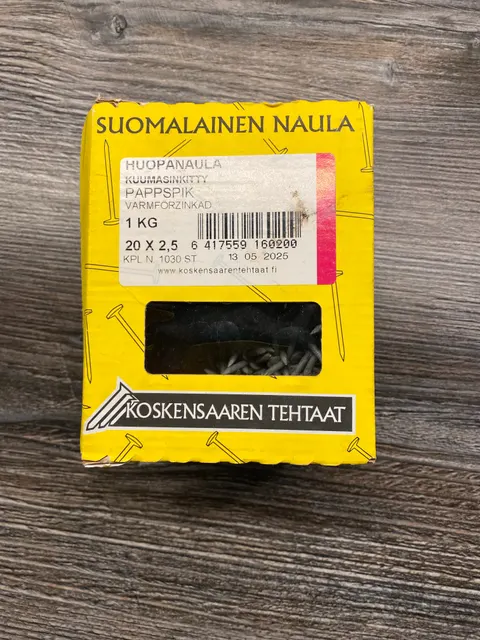 SUOMALAINEN NAULA
HUOPANAULA
KUUMASINKITTY
PAPPSPIK
VARMFÖRZINKAD
1 KG
20 X 2,5 6 417559 160200
KPL N. 1030 ST. 13 05 2025
www.koskensaarentehtaat.fi
KOSKENSAAREN TEHTAAT